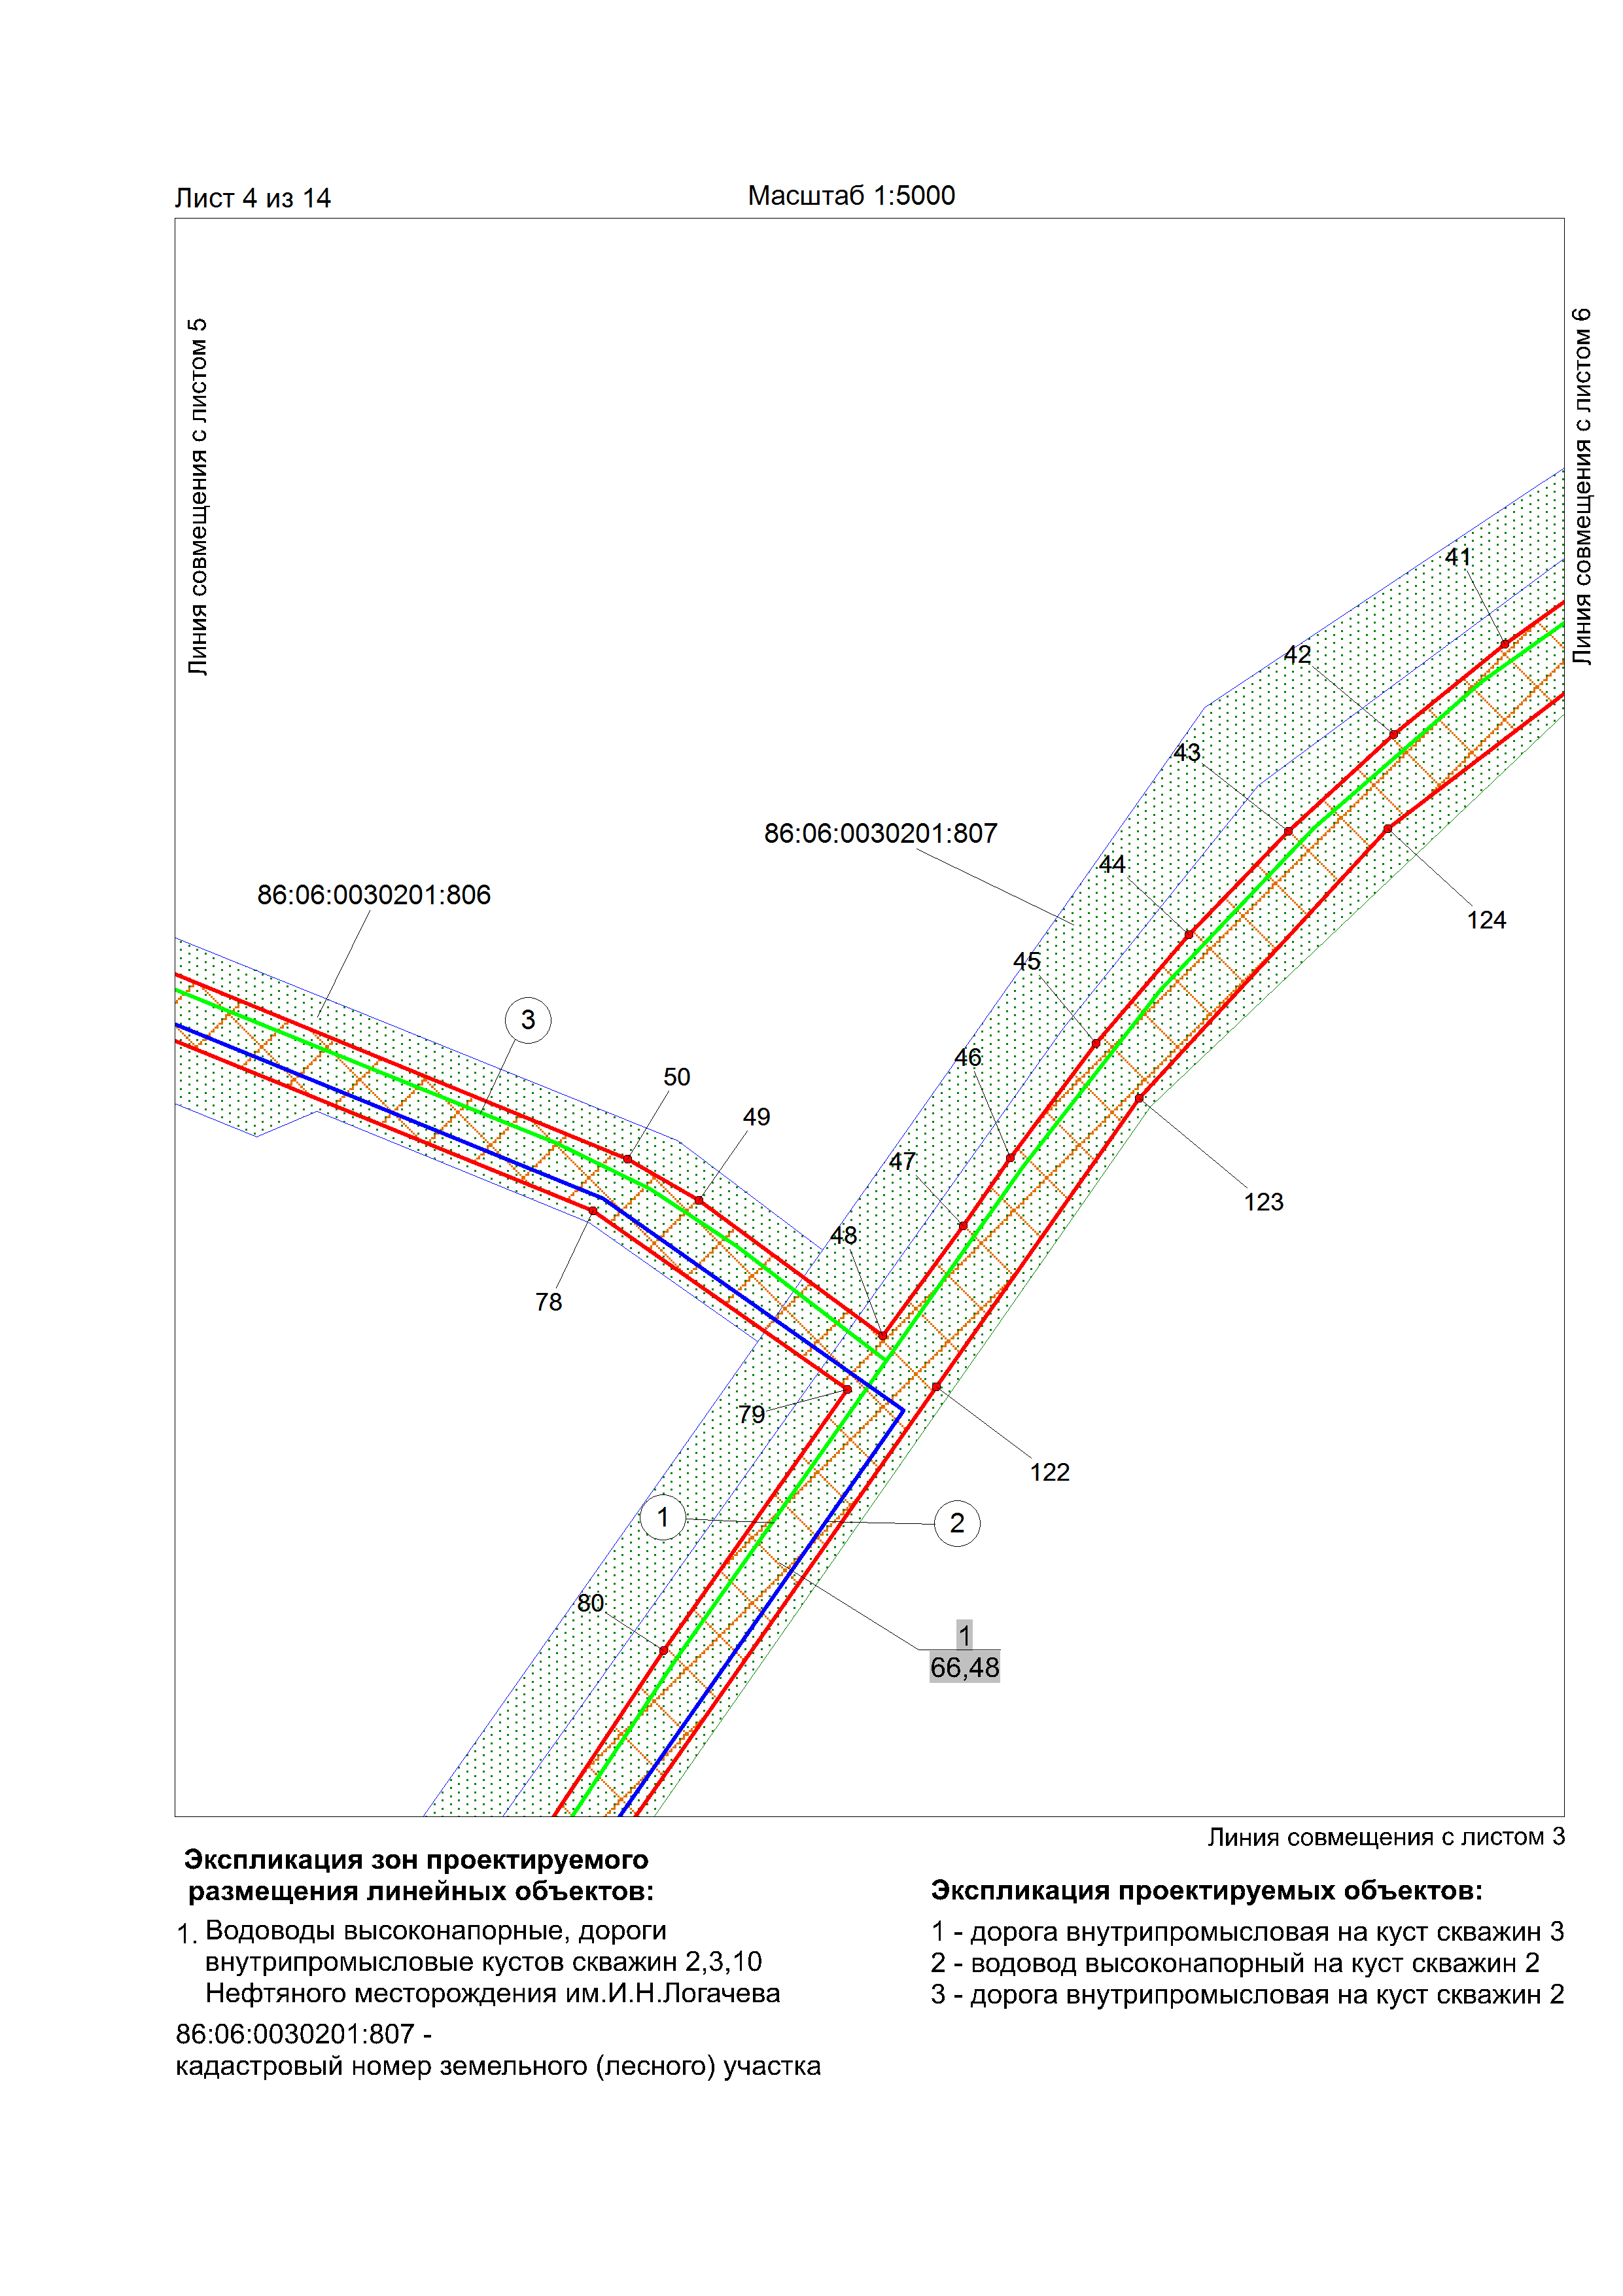 Лист 4 из 14
Масштаб 1:5000
Линия совмещения с листом 5
Линия совмещения с листом 6
41
42
43
86:06:0030201:807
44
86:06:0030201:806
124
45
3
46
50
49
47
123
48
78
79
122
1
2
80
1
66,48
Линия совмещения с листом 3
Экспликация зон проектируемого
размещения линейных объектов:
1. Водоводы высоконапорные, дороги
внутрипромысловые кустов скважин 2,3,10
Нефтяного месторождения им.И.Н.Логачева
86:06:0030201:807 -
кадастровый номер земельного (лесного) участка
Экспликация проектируемых объектов:
1 - дорога внутрипромысловая на куст скважин 3
2 - водовод высоконапорный на куст скважин 2
3 - дорога внутрипромысловая на куст скважин 2